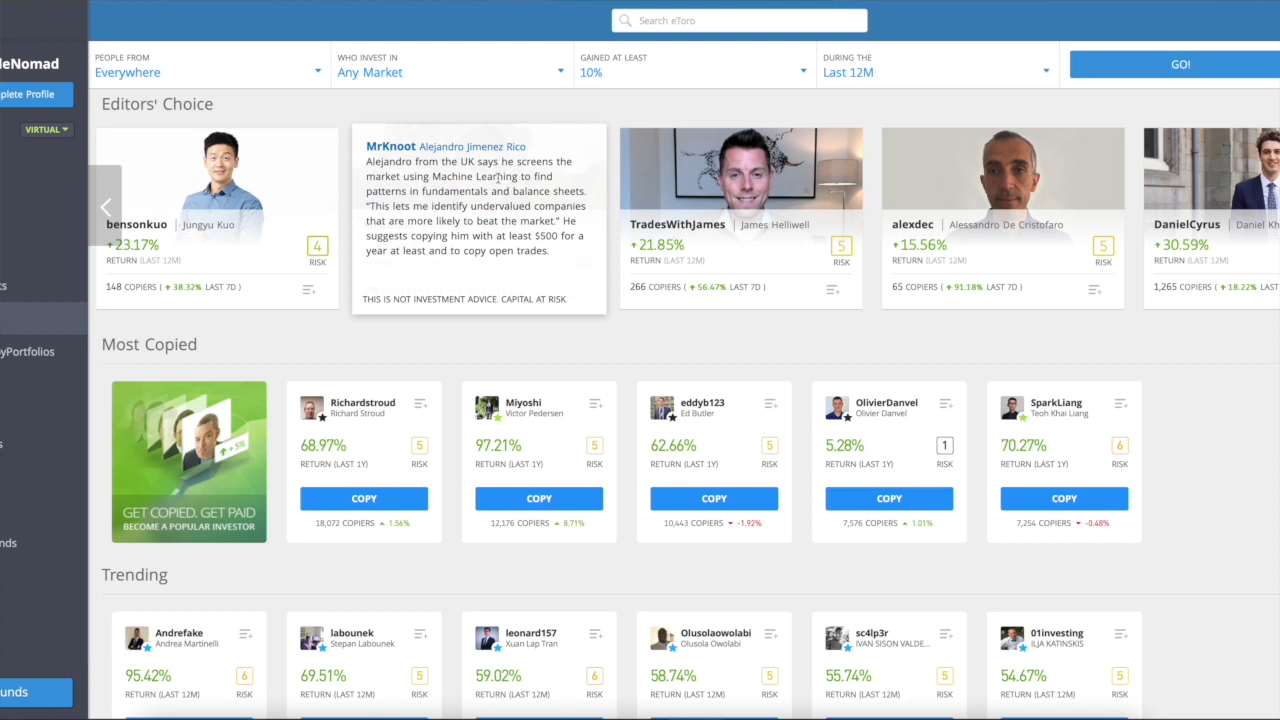 Search eToro
leNomad
plete Profile
VIRTUAL
PEOPLE FROM
Everywhere
WHO INVEST IN
Any Market
GAINED AT LEAST
10%
DURING THE
Last 12M
GO!
Editors' Choice
bensonkuo | Jungyu Kuo
+23.17%
RETURN (LAST 12M)
4
RISK
148 COPIERS ( 38.32% LAST 7D )
MrKnoot Alejandro Jimenez Rico
Alejandro from the UK says he screens the
market using Machine Learning to find
patterns in fundamentals and balance sheets.
“This lets me identify undervalued companies
that are more likely to beat the market.” He
suggests copying him with at least $500 for a
year at least and to copy open trades.
THIS IS NOT INVESTMENT ADVICE. CAPITAL AT RISK.
TradesWithJames | James Helliwell
+21.85%
RETURN (LAST 12M)
5
RISK
266 COPIERS ( 56.47% LAST 7D )
alexdec | Alessandro De Cristofaro
+15.56%
RETURN (LAST 12M)
5
RISK
65 COPIERS ( 91.18% LAST 7D )
DanielCyrus | Daniel Kh
+30.59%
RETURN (LAST 12M)
1,265 COPIERS ( 18.22% LAST
ts
yPortfolios
s
nds
unds
Most Copied
+ $36
GET COPIED. GET PAID
BECOME A POPULAR INVESTOR
Richardstroud
Richard Stroud
68.97%
5
RETURN (LAST 1Y)
RISK
COPY
18,072 COPIERS 1.56%
Miyoshi
Victor Pedersen
97.21%
5
RETURN (LAST 1Y)
RISK
COPY
12,176 COPIERS 8.71%
eddyb123
Ed Butler
62.66%
5
RETURN (LAST 1Y)
RISK
COPY
10,443 COPIERS -1.92%
OlivierDanvel
Olivier Danvel
5.28%
1
RETURN (LAST 1Y)
RISK
COPY
7,576 COPIERS 1.01%
SparkLiang
Teoh Khai Liang
70.27%
6
RETURN (LAST 1Y)
RISK
COPY
7,254 COPIERS -0.48%
Trending
Andrefake
Andrea Martinelli
95.42%
6
RETURN (LAST 12M)
RISK
labounek
Stepan Labounek
69.51%
5
RETURN (LAST 12M)
RISK
leonard157
Xuan Lap Tran
59.02%
6
RETURN (LAST 12M)
RISK
Olusolaowolabi
Olusola Owolabi
58.74%
5
RETURN (LAST 12M)
RISK
sc4lp3r
IVAN SISON VALDE...
55.74%
5
RETURN (LAST 12M)
RISK
01investing
ILJA KATINSKIS
54.67%
5
RETURN (LAST 12M)
RISK